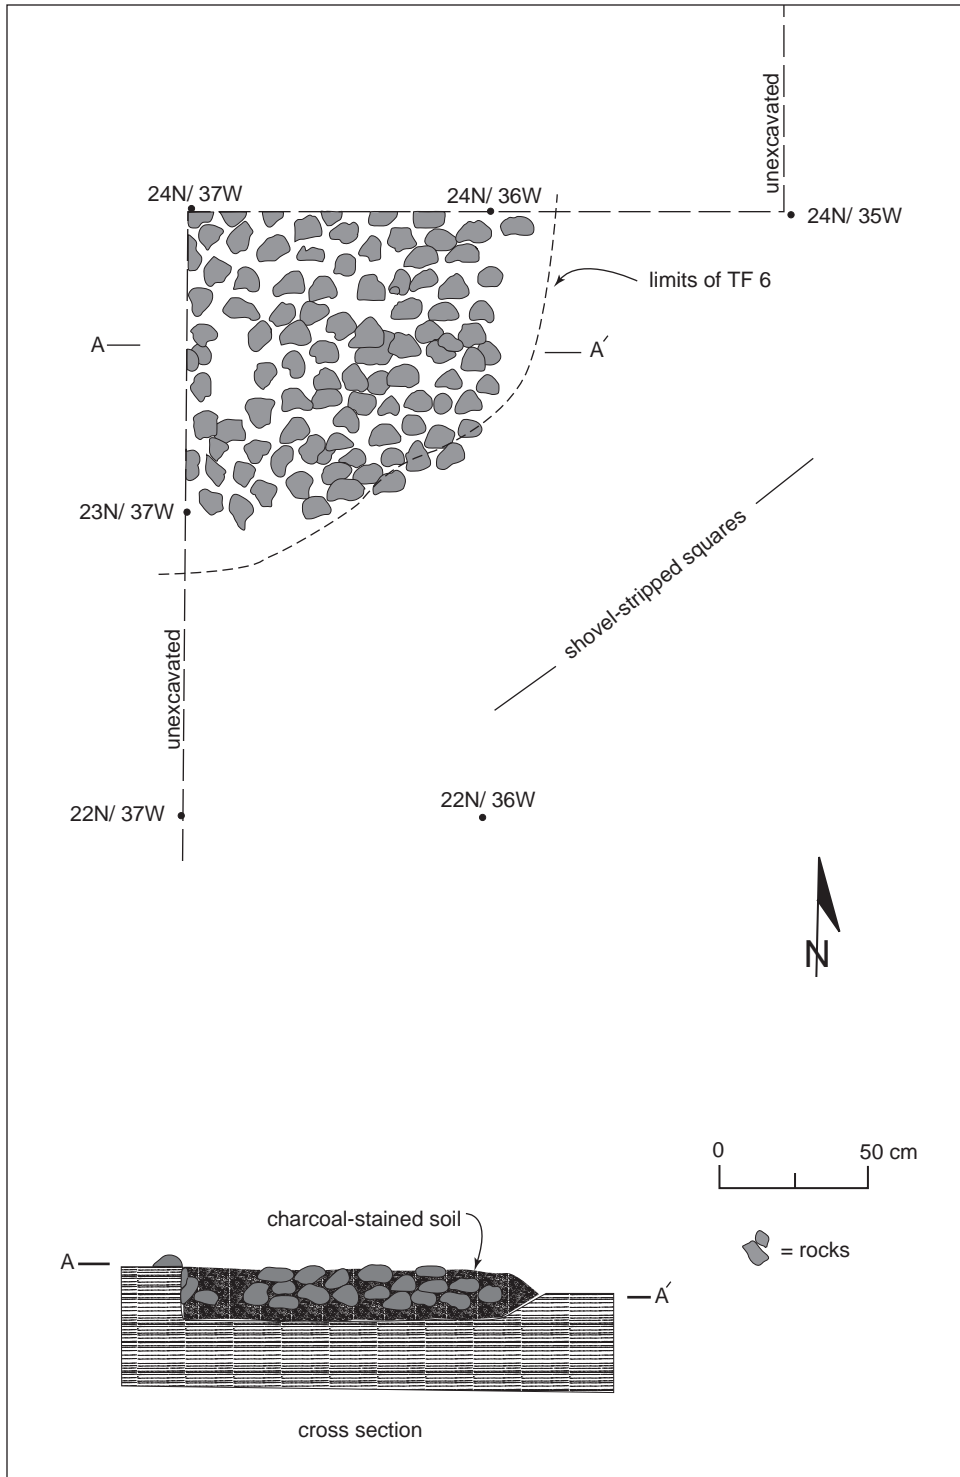 unexcavated
24N/ 37W
24N/ 36W
24N/ 35W
limits of TF 6
A
A´
23N/ 37W
shovel-stripped squares
unexcavated
22N/ 37W
22N/ 36W
N
0
50 cm
charcoal-stained soil
= rocks
A
A´
cross section